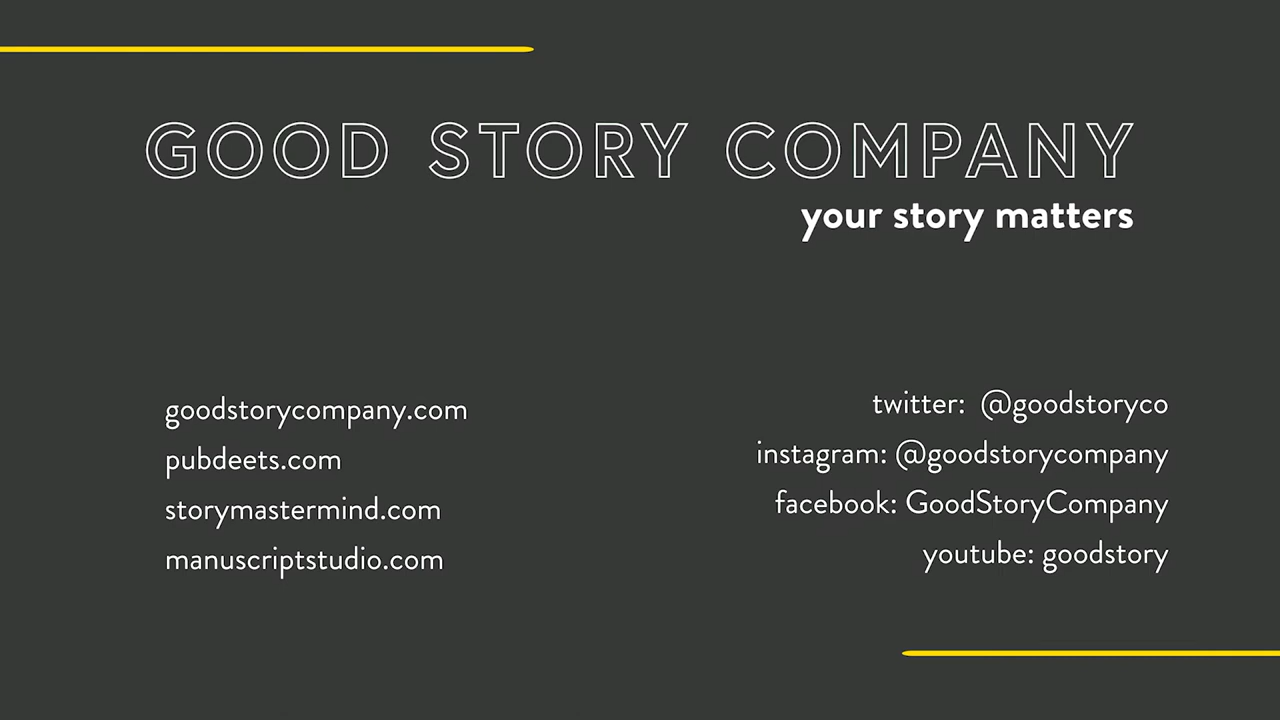 GOOD STORY COMPANY
your story matters
goodstorycompany.com
pubdeets.com
storymastermind.com
manuscriptstudio.com
twitter: @goodstoryco
instagram: @goodstorycompany
facebook: GoodStoryCompany
youtube: goodstory